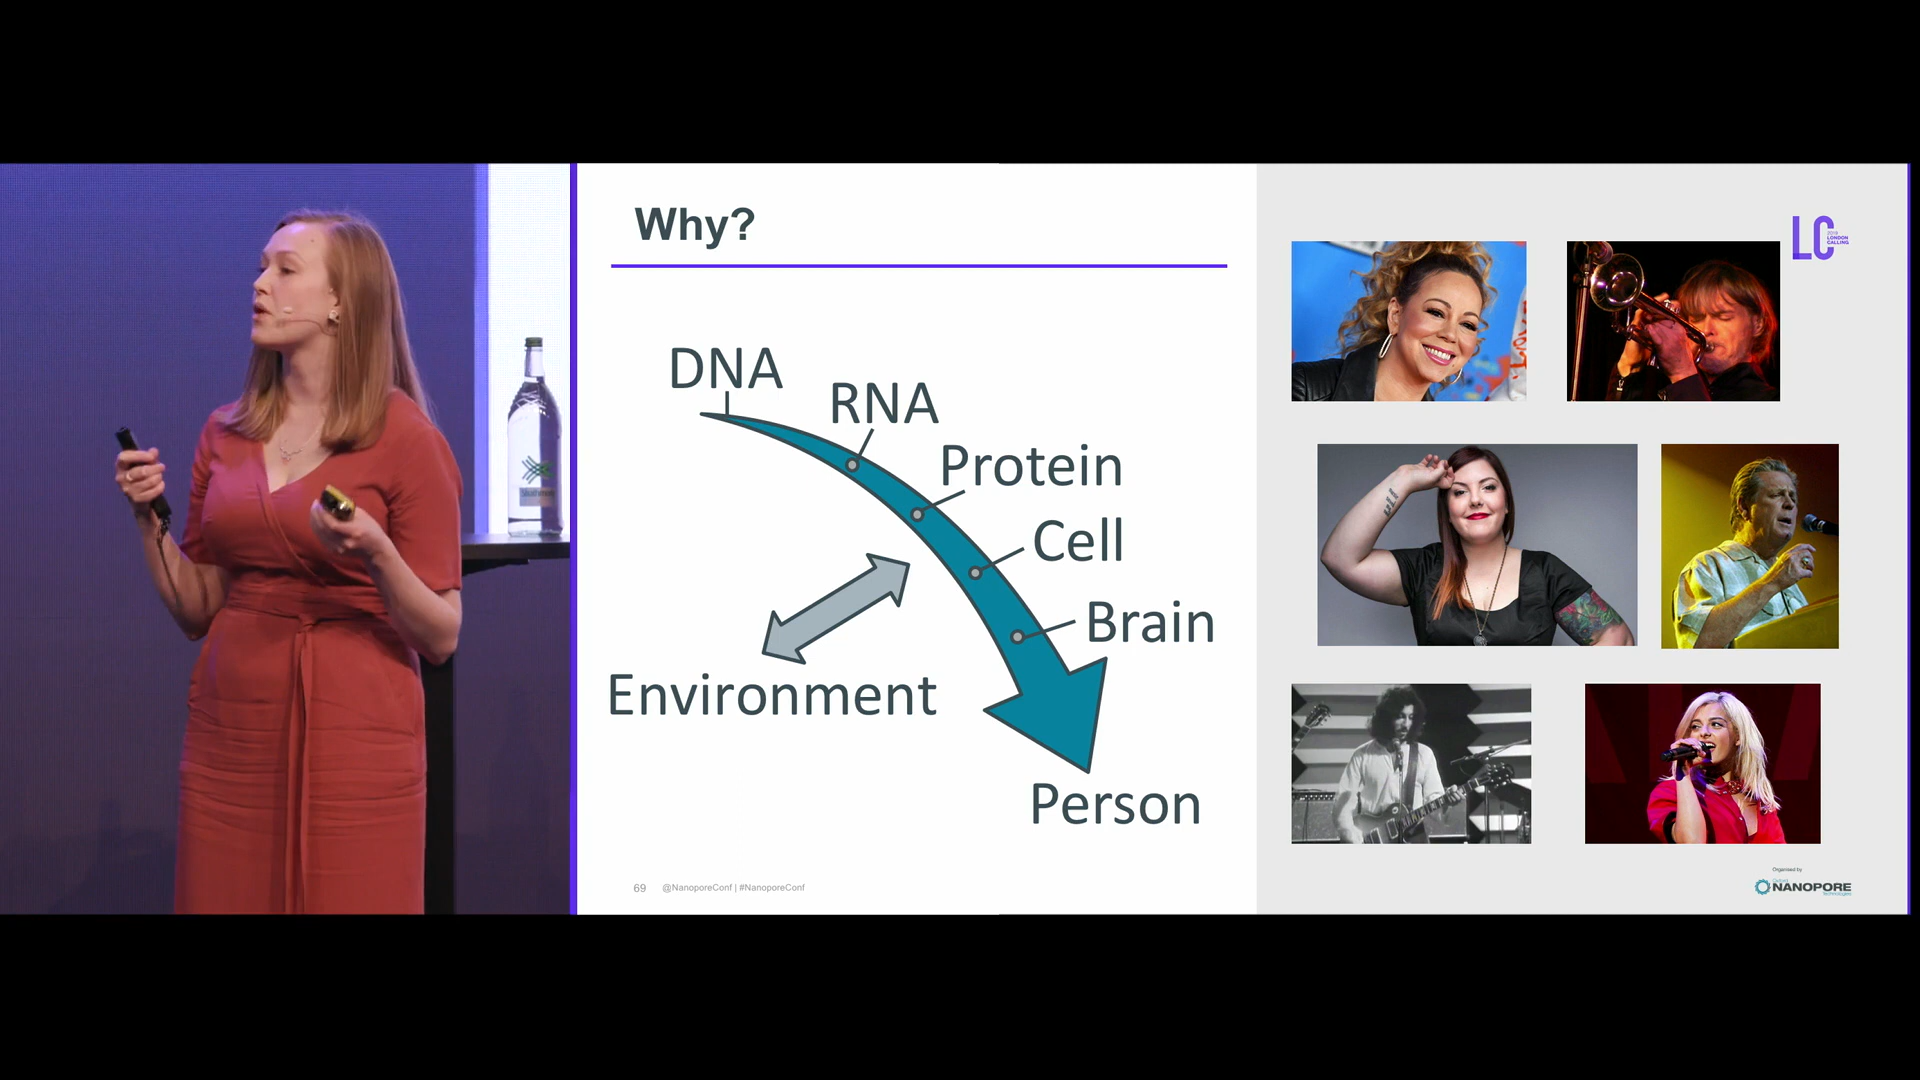 Why?
DNA
RNA
Protein
Cell
Brain
Environment
Person
69 @NanoporeConf | #NanoporeConf
LC
LONDON
CALLING
Organised by
NANOPORE